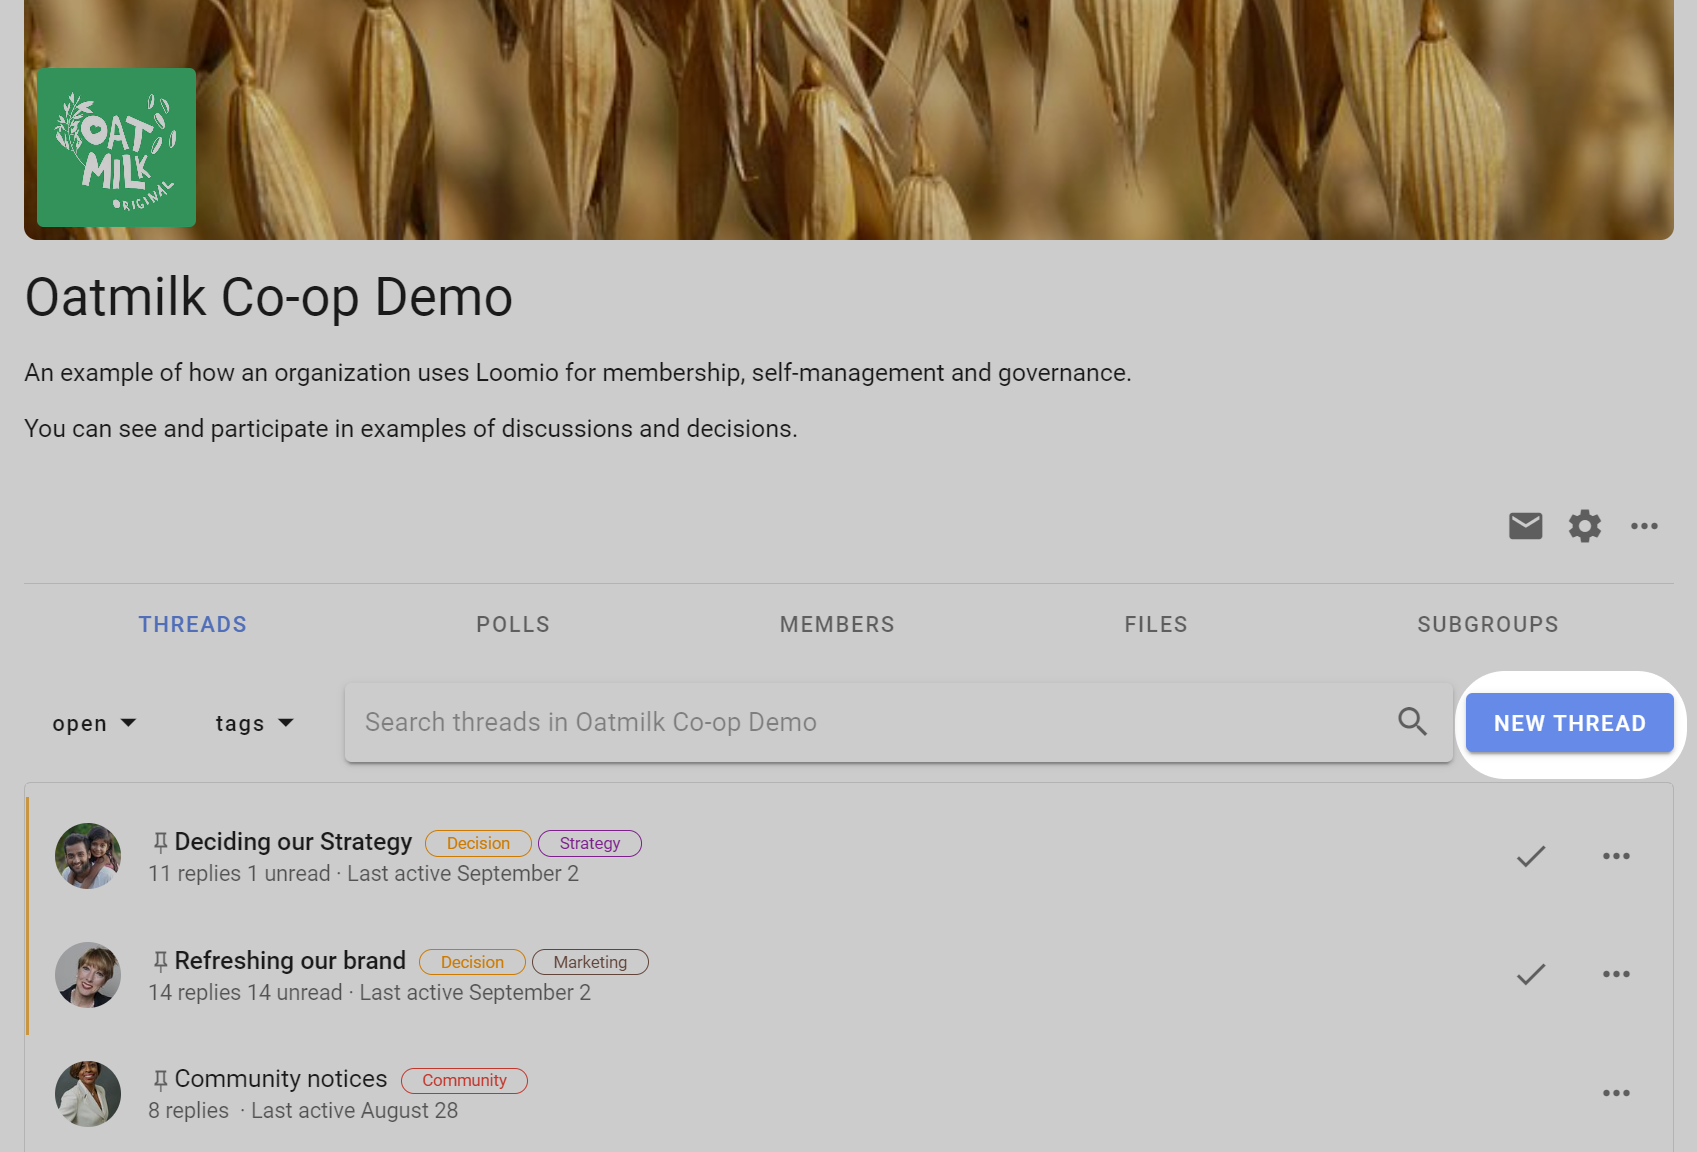 OAT
MILK
ORIGINAL
Oatmilk Co-op Demo
An example of how an organization uses Loomio for membership, self-management and governance.
You can see and participate in examples of discussions and decisions.
THREADS POLLS MEMBERS FILES SUBGROUPS
open tags Search threads in Oatmilk Co-op Demo NEW THREAD
Deciding our Strategy Decision Strategy
11 replies 1 unread · Last active September 2
Refreshing our brand Decision Marketing
14 replies 14 unread · Last active September 2
Community notices Community
8 replies · Last active August 28